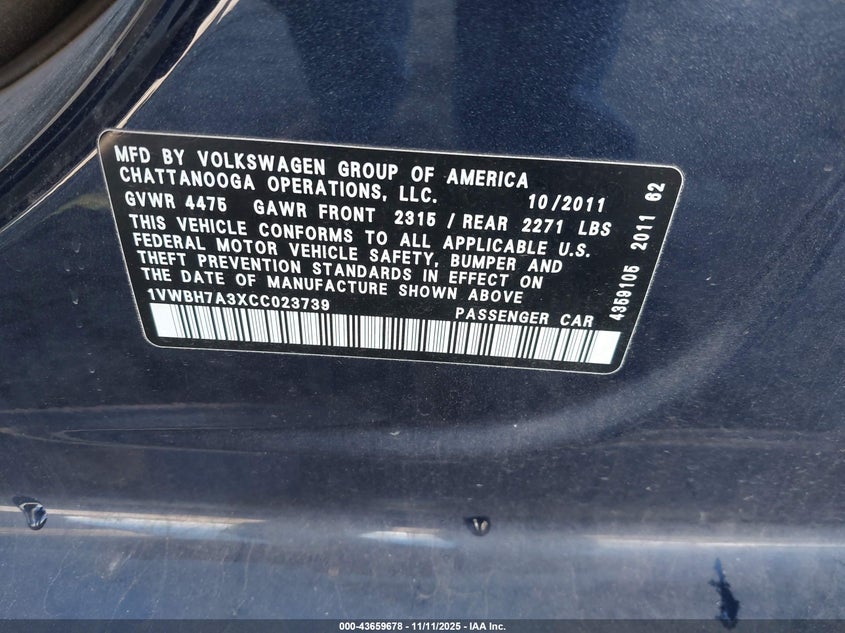 MFD BY VOLKSWAGEN GROUP OF AMERICA
CHATTANOOGA OPERATIONS, LLC. 10/2011
GVWR 4475 GAWR FRONT 2315 / REAR 2271 LBS
THIS VEHICLE CONFORMS TO ALL APPLICABLE U.S.
FEDERAL MOTOR VEHICLE SAFETY, BUMPER AND
THEFT PREVENTION STANDARDS IN EFFECT ON
THE DATE OF MANUFACTURE SHOWN ABOVE
1VWBH7A3XCC023739 PASSENGER CAR
4359105 2011 62
000-43659678 - 11/11/2025 - IAA Inc.